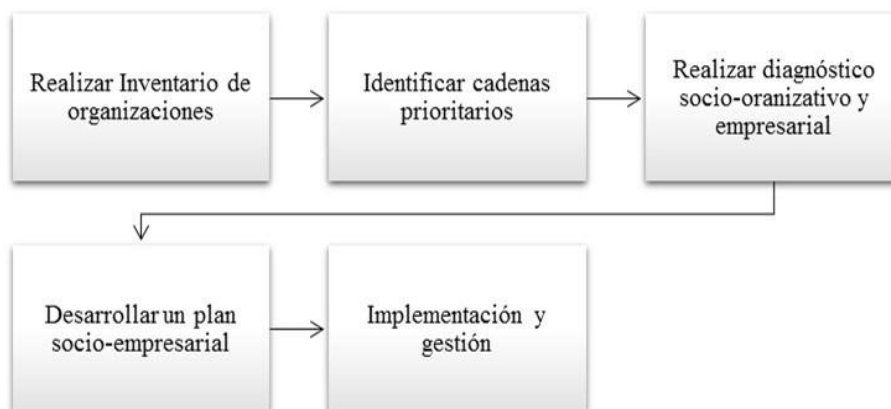 Realizar Inventario de
organizaciones
Identificar cadenas
prioritarios
Realizar diagnóstico
socio-oranizativo y
empresarial
Desarrollar un plan
socio-empresarial
Implementación y
gestión